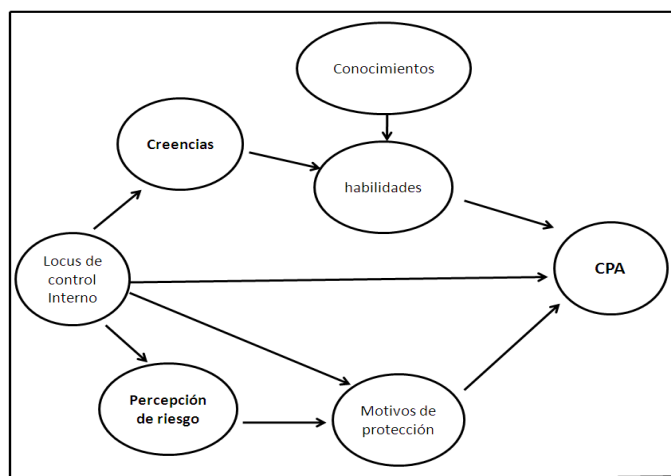 Conocimientos
Creencias
habilidades
Locus de
control
Interno
CPA
Percepción
de riesgo
Motivos de
protección